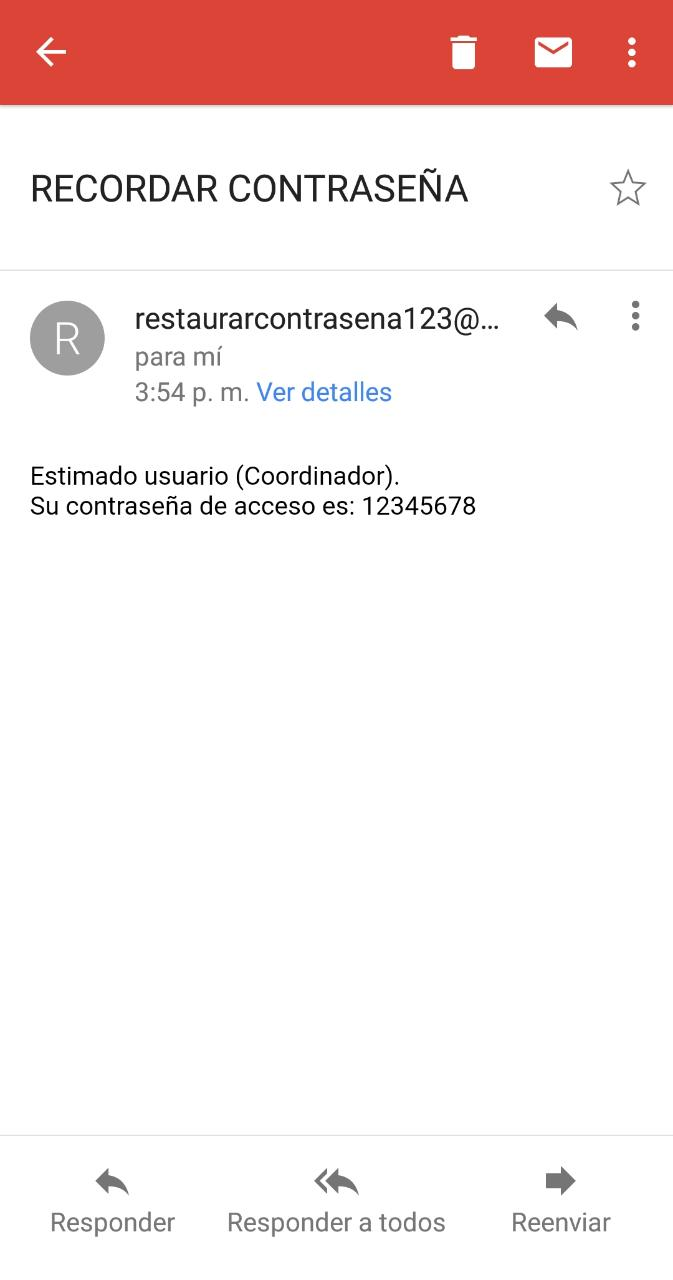 RECORDAR CONTRASEÑA
R
restaurarcontrasena123@...
para mí
3:54 p. m. Ver detalles
Estimado usuario (Coordinador).
Su contraseña de acceso es: 12345678
Responder
Responder a todos
Reenviar